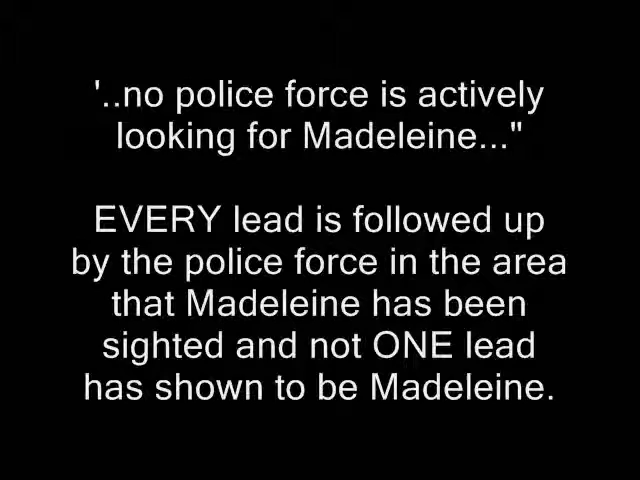 '..no police force is actively
looking for Madeleine..."
EVERY lead is followed up
by the police force in the area
that Madeleine has been
sighted and not ONE lead
has shown to be Madeleine.